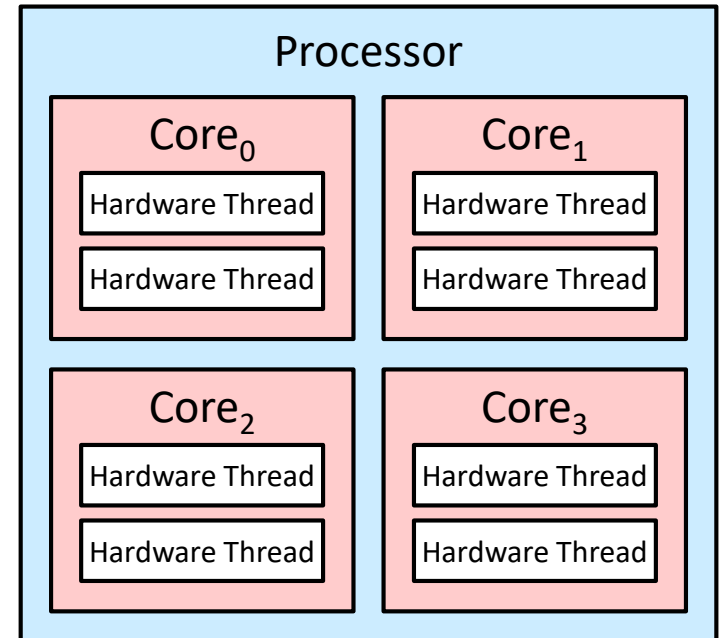 Processor
Core₀
Hardware Thread
Hardware Thread
Core₁
Hardware Thread
Hardware Thread
Core₂
Hardware Thread
Hardware Thread
Core₃
Hardware Thread
Hardware Thread